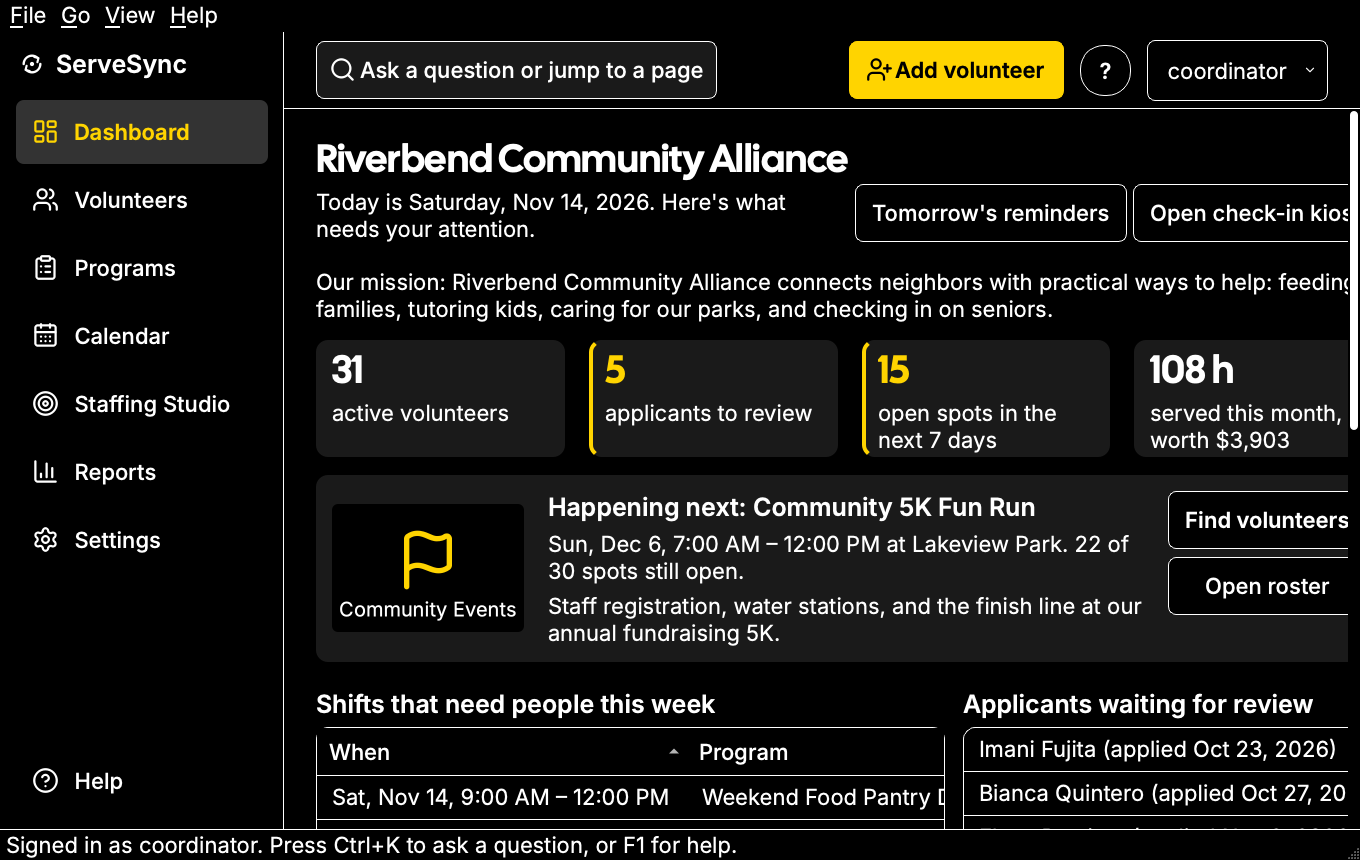 File Go View Help
ServeSync
Ask a question or jump to a page
Add volunteer
?
coordinator
Dashboard
Volunteers
Programs
Calendar
Staffing Studio
Reports
Settings
Help
Riverbend Community Alliance
Today is Saturday, Nov 14, 2026. Here's what
needs your attention.
Tomorrow's reminders
Open check-in kios
Our mission: Riverbend Community Alliance connects neighbors with practical ways to help: feeding
families, tutoring kids, caring for our parks, and checking in on seniors.
31
active volunteers
5
applicants to review
15
open spots in the
next 7 days
108 h
served this month,
worth $3,903
Community Events
Happening next: Community 5K Fun Run
Sun, Dec 6, 7:00 AM – 12:00 PM at Lakeview Park. 22 of
30 spots still open.
Staff registration, water stations, and the finish line at our
annual fundraising 5K.
Find volunteers
Open roster
Shifts that need people this week
When Program
Sat, Nov 14, 9:00 AM – 12:00 PM Weekend Food Pantry
Applicants waiting for review
Imani Fujita (applied Oct 23, 2026)
Bianca Quintero (applied Oct 27, 20
Signed in as coordinator. Press Ctrl+K to ask a question, or F1 for help.